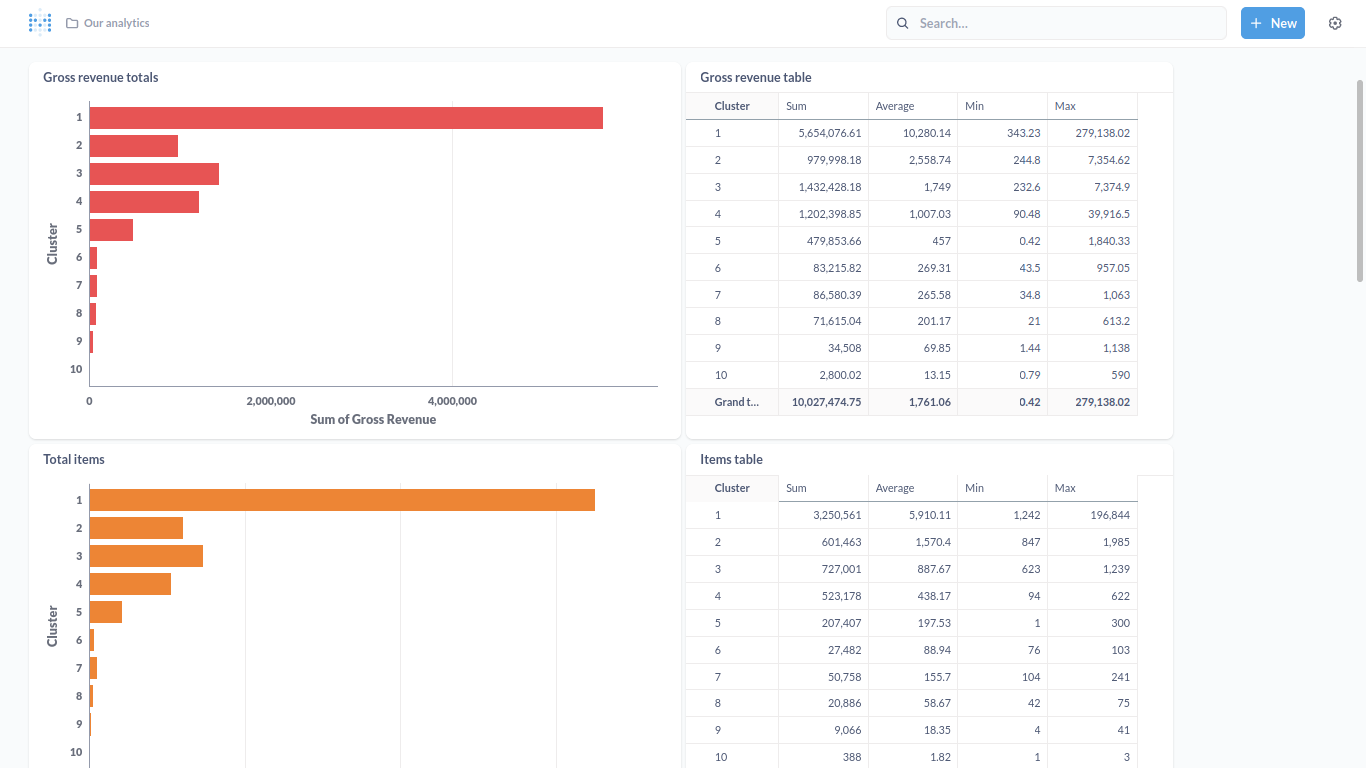 Our analytics
Search...
+ New
Gross revenue totals
1
2
3
4
5
6
7
8
9
10
Cluster
0 2,000,000 4,000,000
Sum of Gross Revenue
Gross revenue table
Cluster Sum Average Min Max
1 5,654,076.61 10,280.14 343.23 279,138.02
2 979,998.18 2,558.74 244.8 7,354.62
3 1,432,428.18 1,749 232.6 7,374.9
4 1,202,398.85 1,007.03 90.48 39,916.5
5 479,853.66 457 0.42 1,840.33
6 83,215.82 269.31 43.5 957.05
7 86,580.39 265.58 34.8 1,063
8 71,615.04 201.17 21 613.2
9 34,508 69.85 1.44 1,138
10 2,800.02 13.15 0.79 590
Grand t... 10,027,474.75 1,761.06 0.42 279,138.02
Total items
1
2
3
4
5
6
7
8
9
10
Cluster
Items table
Cluster Sum Average Min Max
1 3,250,561 5,910.11 1,242 196,844
2 601,463 1,570.4 847 1,985
3 727,001 887.67 623 1,239
4 523,178 438.17 94 622
5 207,407 197.53 1 300
6 27,482 88.94 76 103
7 50,758 155.7 104 241
8 20,886 58.67 42 75
9 9,066 18.35 4 41
10 388 1.82 1 3